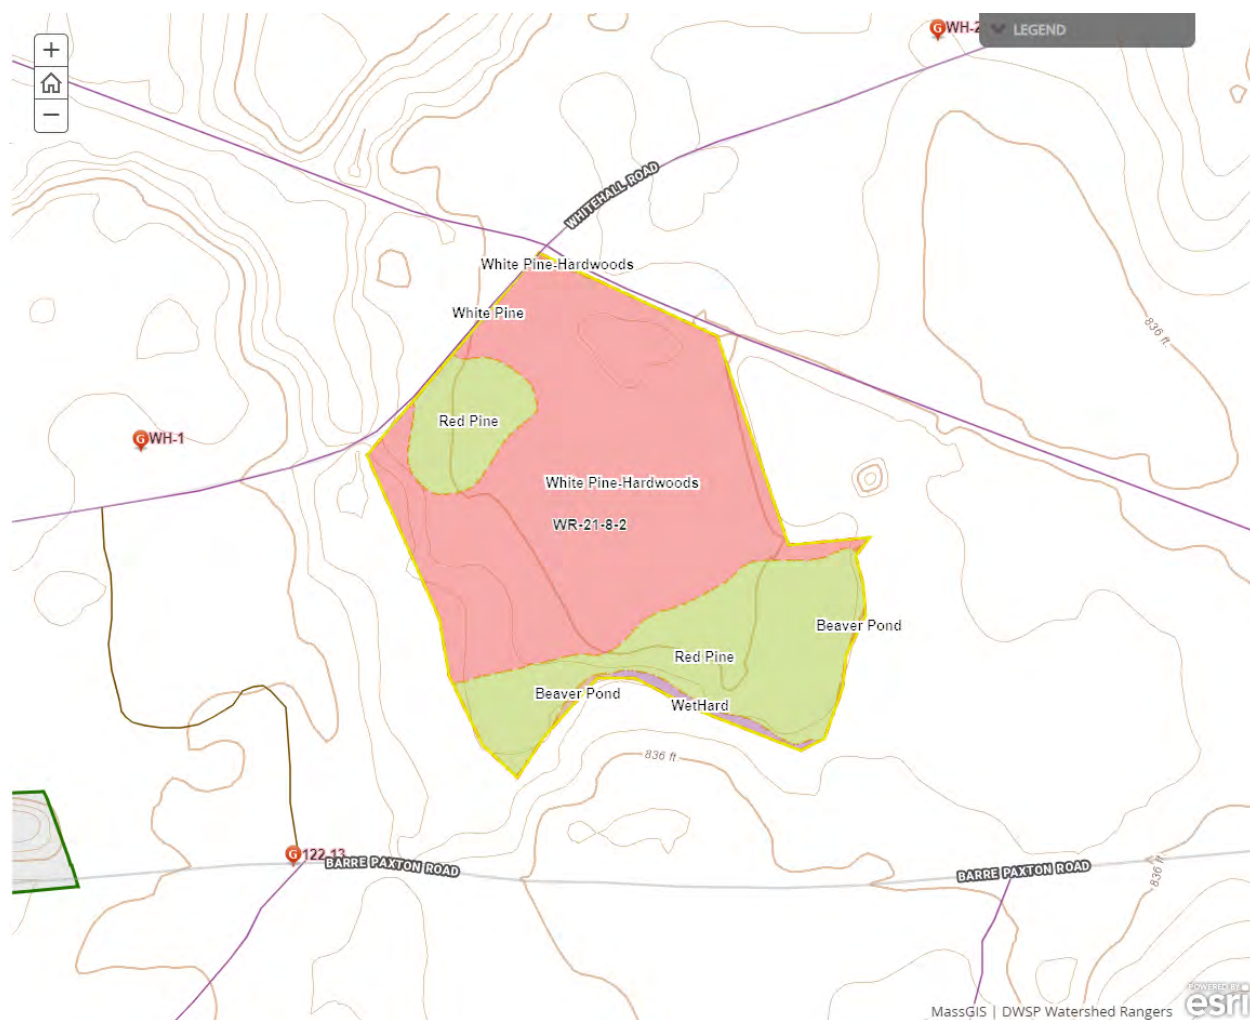 +
−
G WH-2
LEGEND
WHITEHALL ROAD
White Pine-Hardwoods
White Pine
836 ft.
Red Pine
G WH-1
White Pine-Hardwoods
WR-21-8-2
Beaver Pond
Red Pine
Beaver Pond
WetHard
836 ft
G 122-13
BARRE PAXTON ROAD
BARRE PAXTON ROAD
836 ft
MassGIS | DWSP Watershed Rangers
POWERED BY
esri